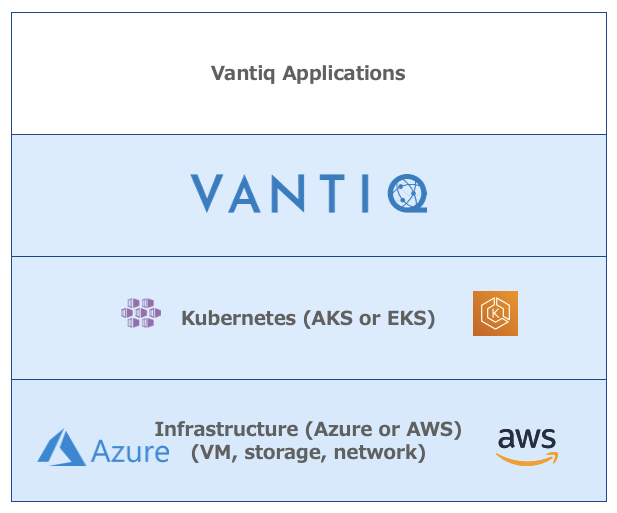 Vantiq Applications
VANTIQ
Kubernetes (AKS or EKS)
K
Infrastructure (Azure or AWS)
(VM, storage, network)
Azure
aws